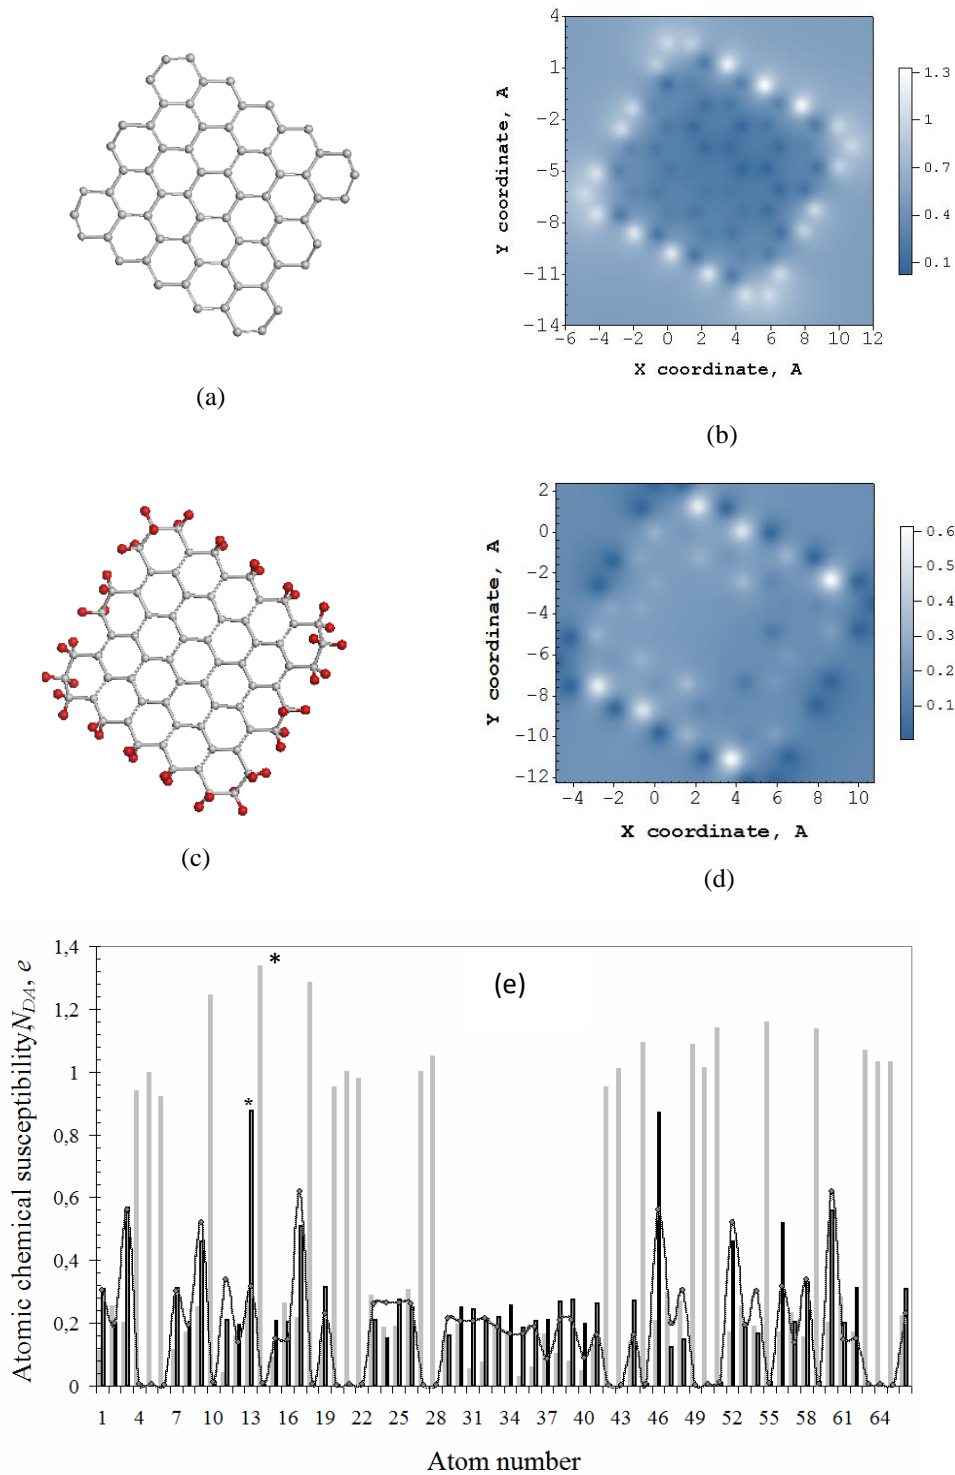 4
1
-2
-5
-8
-11
-14
Y coordinate, A
-6 -4 -2 0 2 4 6 8 10 12
X coordinate, A
1.3
1
0.7
0.4
0.1
(a)
(b)
2
0
-2
-4
-6
-8
-10
-12
Y coordinate, A
-4 -2 0 2 4 6 8 10
X coordinate, A
0.6
0.5
0.4
0.3
0.2
0.1
(c)
(d)
1,4
1,2
1
0,8
0,6
0,4
0,2
0
Atomic chemical susceptibility N_DA, e
*
*
(e)
1 4 7 10 13 16 19 22 25 28 31 34 37 40 43 46 49 52 55 58 61 64
Atom number